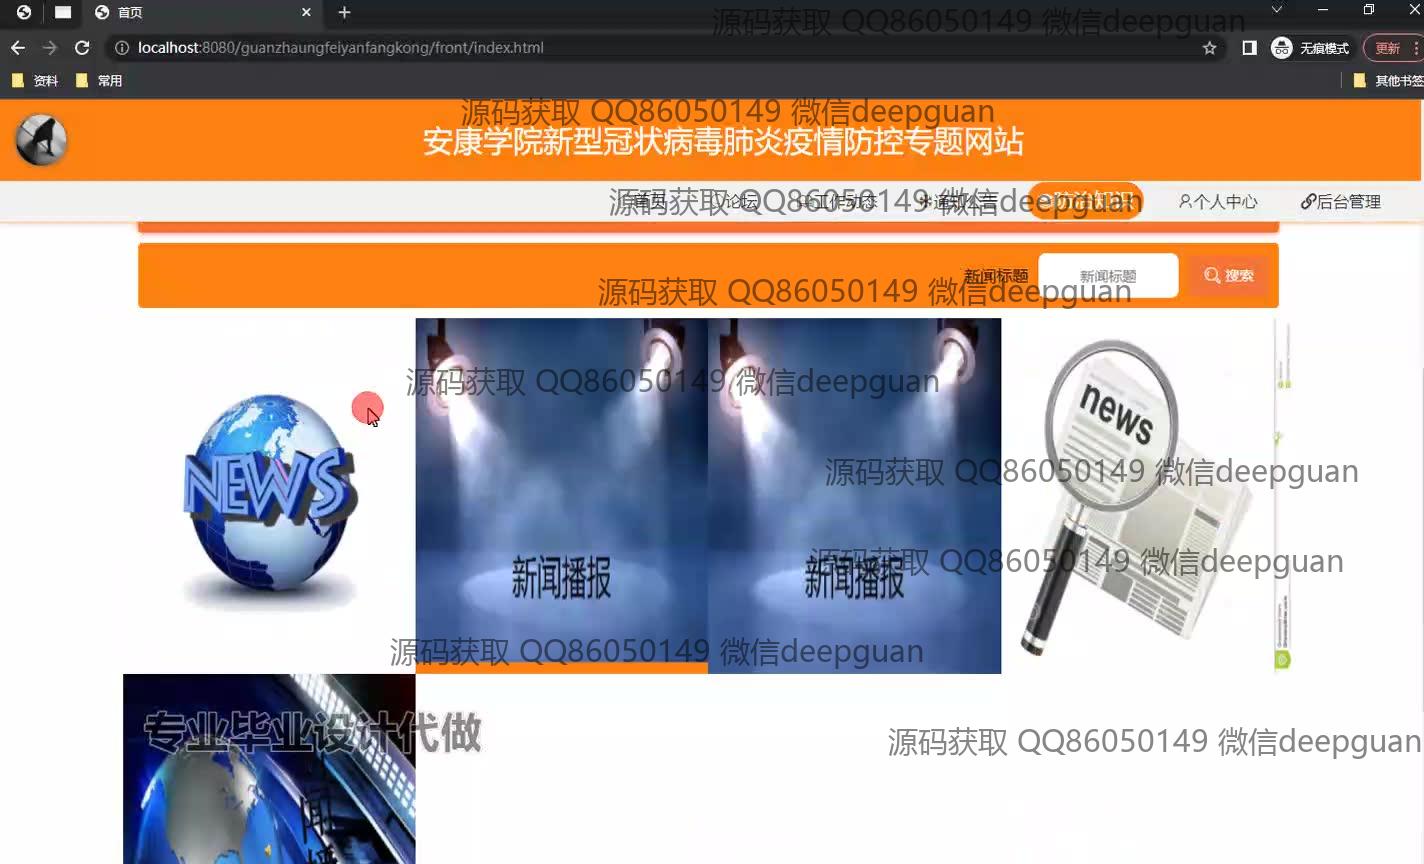 首页
源码获取 QQ86050149 微信deepguan
localhost:8080/guanzhaungfeiyanfangkong/front/index.html
无痕模式
更新
资料
常用
其他书签
源码获取 QQ86050149 微信deepguan
安康学院新型冠状病毒肺炎疫情防控专题网站
首页
论坛
工作动态
通知公告
防治知识
个人中心
后台管理
源码获取 QQ86050149 微信deepguan
新闻标题
新闻标题
搜索
源码获取 QQ86050149 微信deepguan
源码获取 QQ86050149 微信deepguan
news
NEWS
源码获取 QQ86050149 微信deepguan
源码获取 QQ86050149 微信deepguan
新闻播报
新闻播报
源码获取 QQ86050149 微信deepguan
专业毕业设计代做
源码获取 QQ86050149 微信deepguan
闻